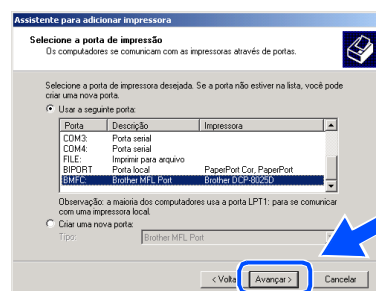 Assistente para adicionar impressora
Selecione a porta de impressão
Os computadores se comunicam com as impressoras através de portas.
Selecione a porta de impressora desejada. Se a porta não estiver na lista, você pode
criar uma nova porta.
Usar a seguinte porta:
Porta Descrição Impressora
COM3: Porta serial
COM4: Porta serial
FILE: Imprimir para arquivo
BIPORT Porta local PaperPort Cor, PaperPort
BMFC: Brother MFL Port Brother DCP-8025D
Observação: a maioria dos computadores usa a porta LPT1: para se comunicar
com uma impressora local.
Criar uma nova porta:
Tipo: Brother MFL Port
< Volta Avançar > Cancelar